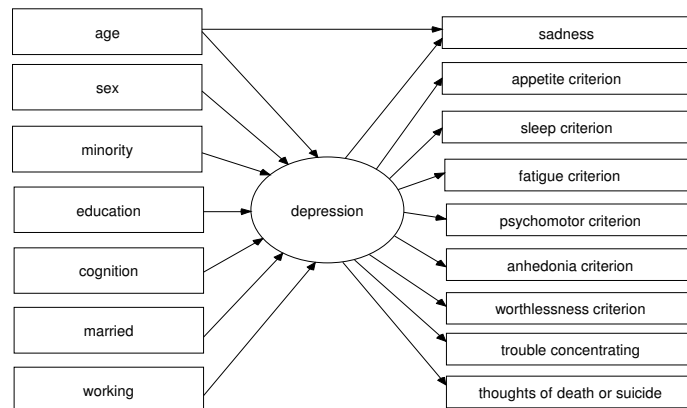 age
sex
minority
education
cognition
married
working
depression
sadness
appetite criterion
sleep criterion
fatigue criterion
psychomotor criterion
anhedonia criterion
worthlessness criterion
trouble concentrating
thoughts of death or suicide